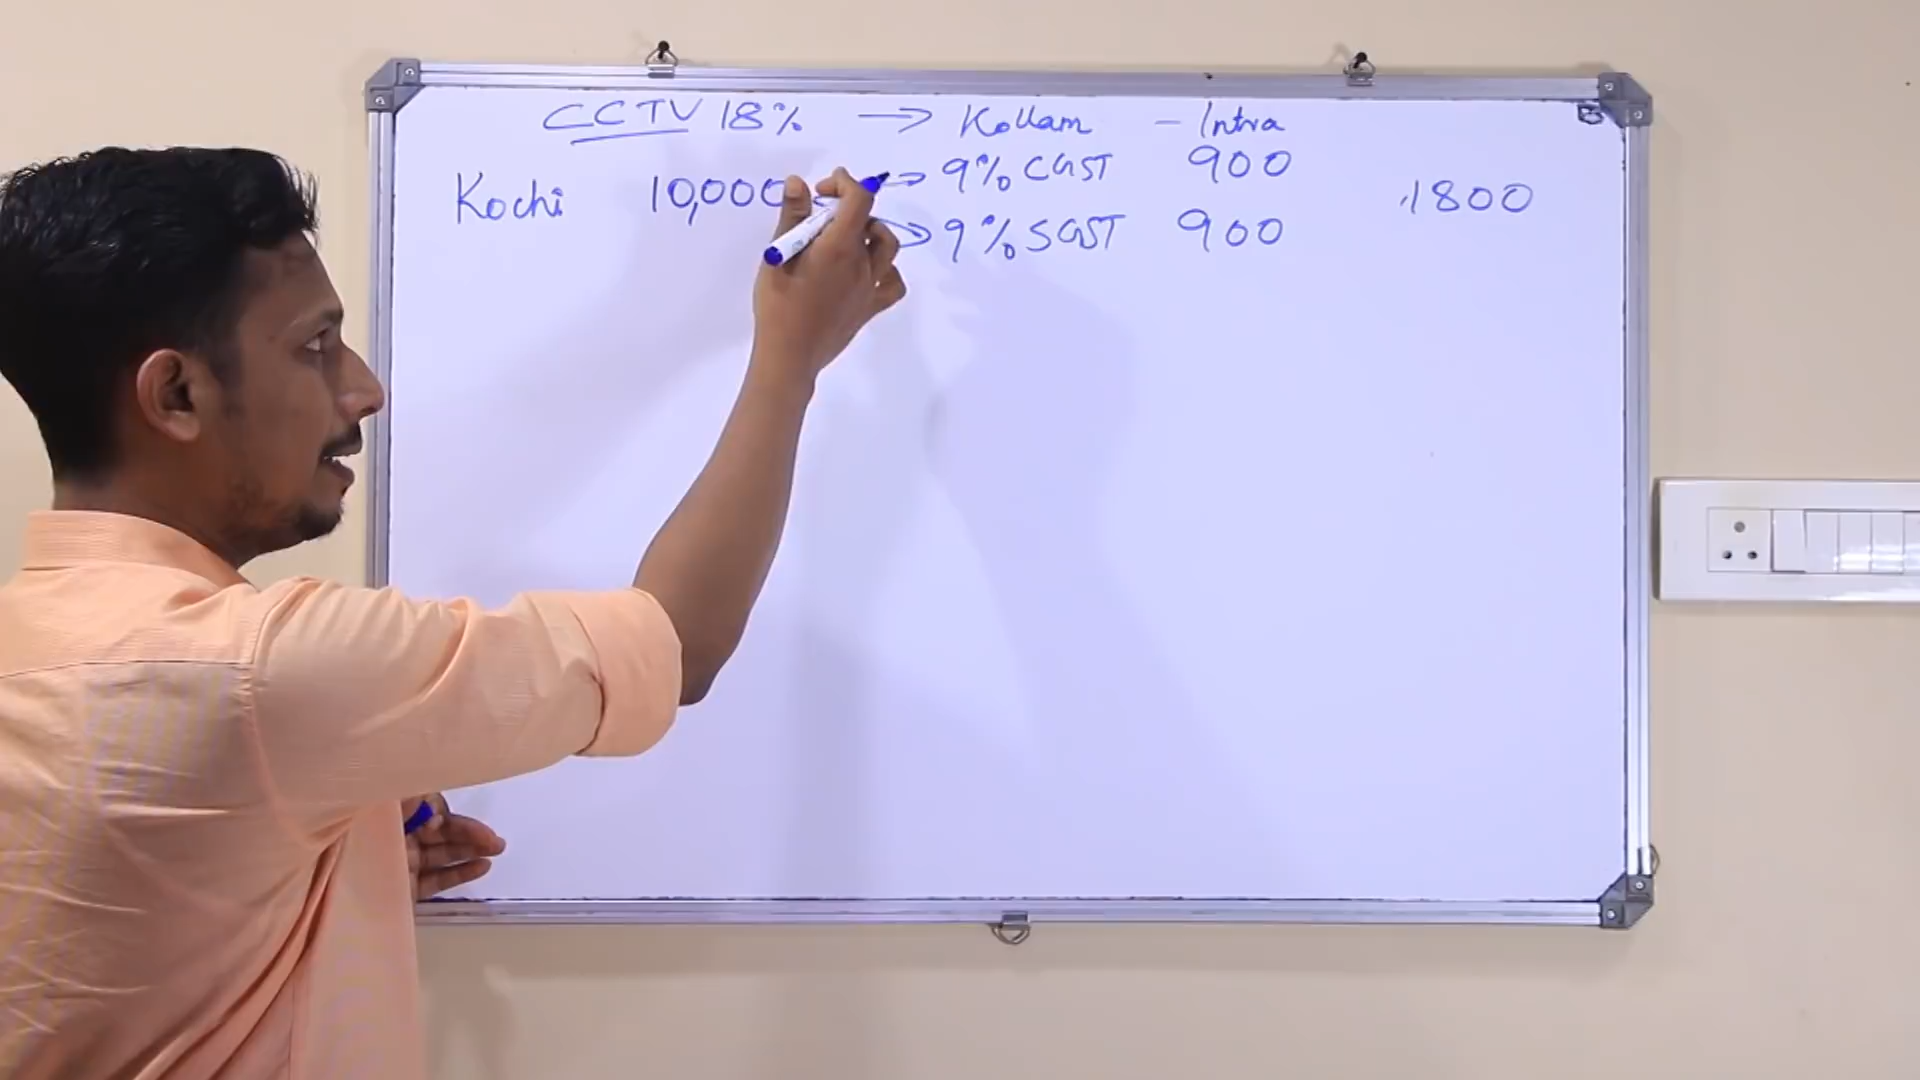 CCTV 18% → Kollam - Intra
Kochi 10,000 → 9% CGST 900
→ 9% SGST 900
1800